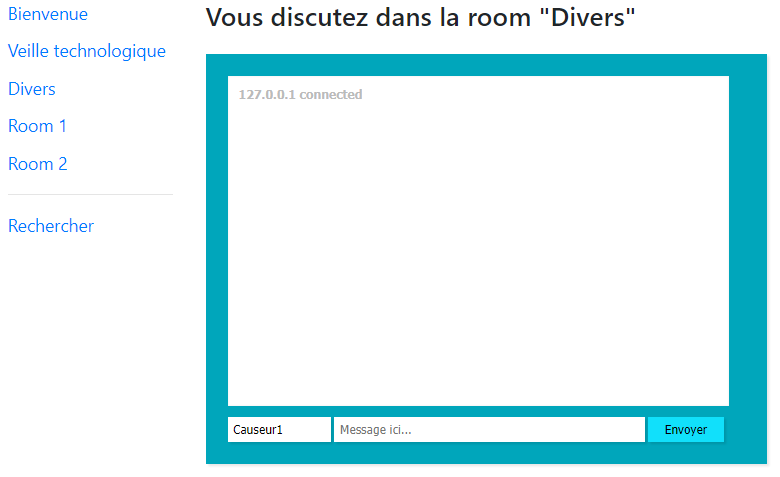 Bienvenue
Veille technologique
Divers
Room 1
Room 2
Rechercher
Vous discutez dans la room "Divers"
127.0.0.1 connected
Causeur1
Message ici...
Envoyer